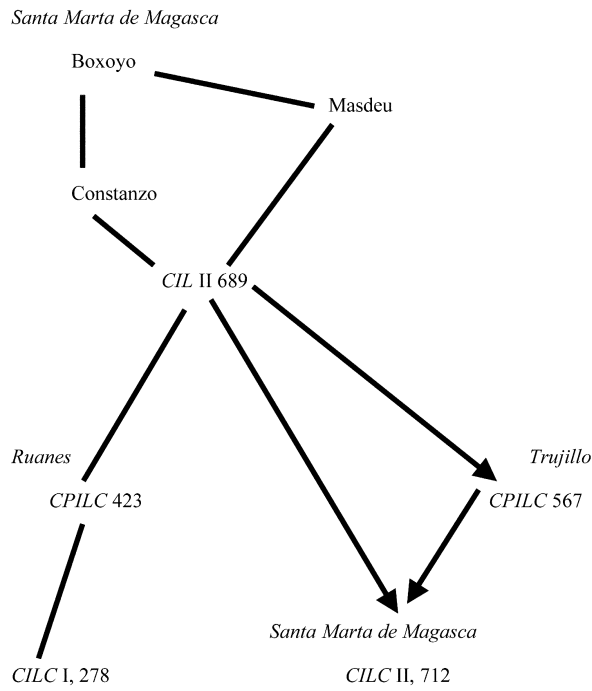 Santa Marta de Magasca
Boxoyo
Masdeu
Constanzo
CIL II 689
Ruanes
Trujillo
CPILC 423
CPILC 567
Santa Marta de Magasca
CILC I, 278
CILC II, 712